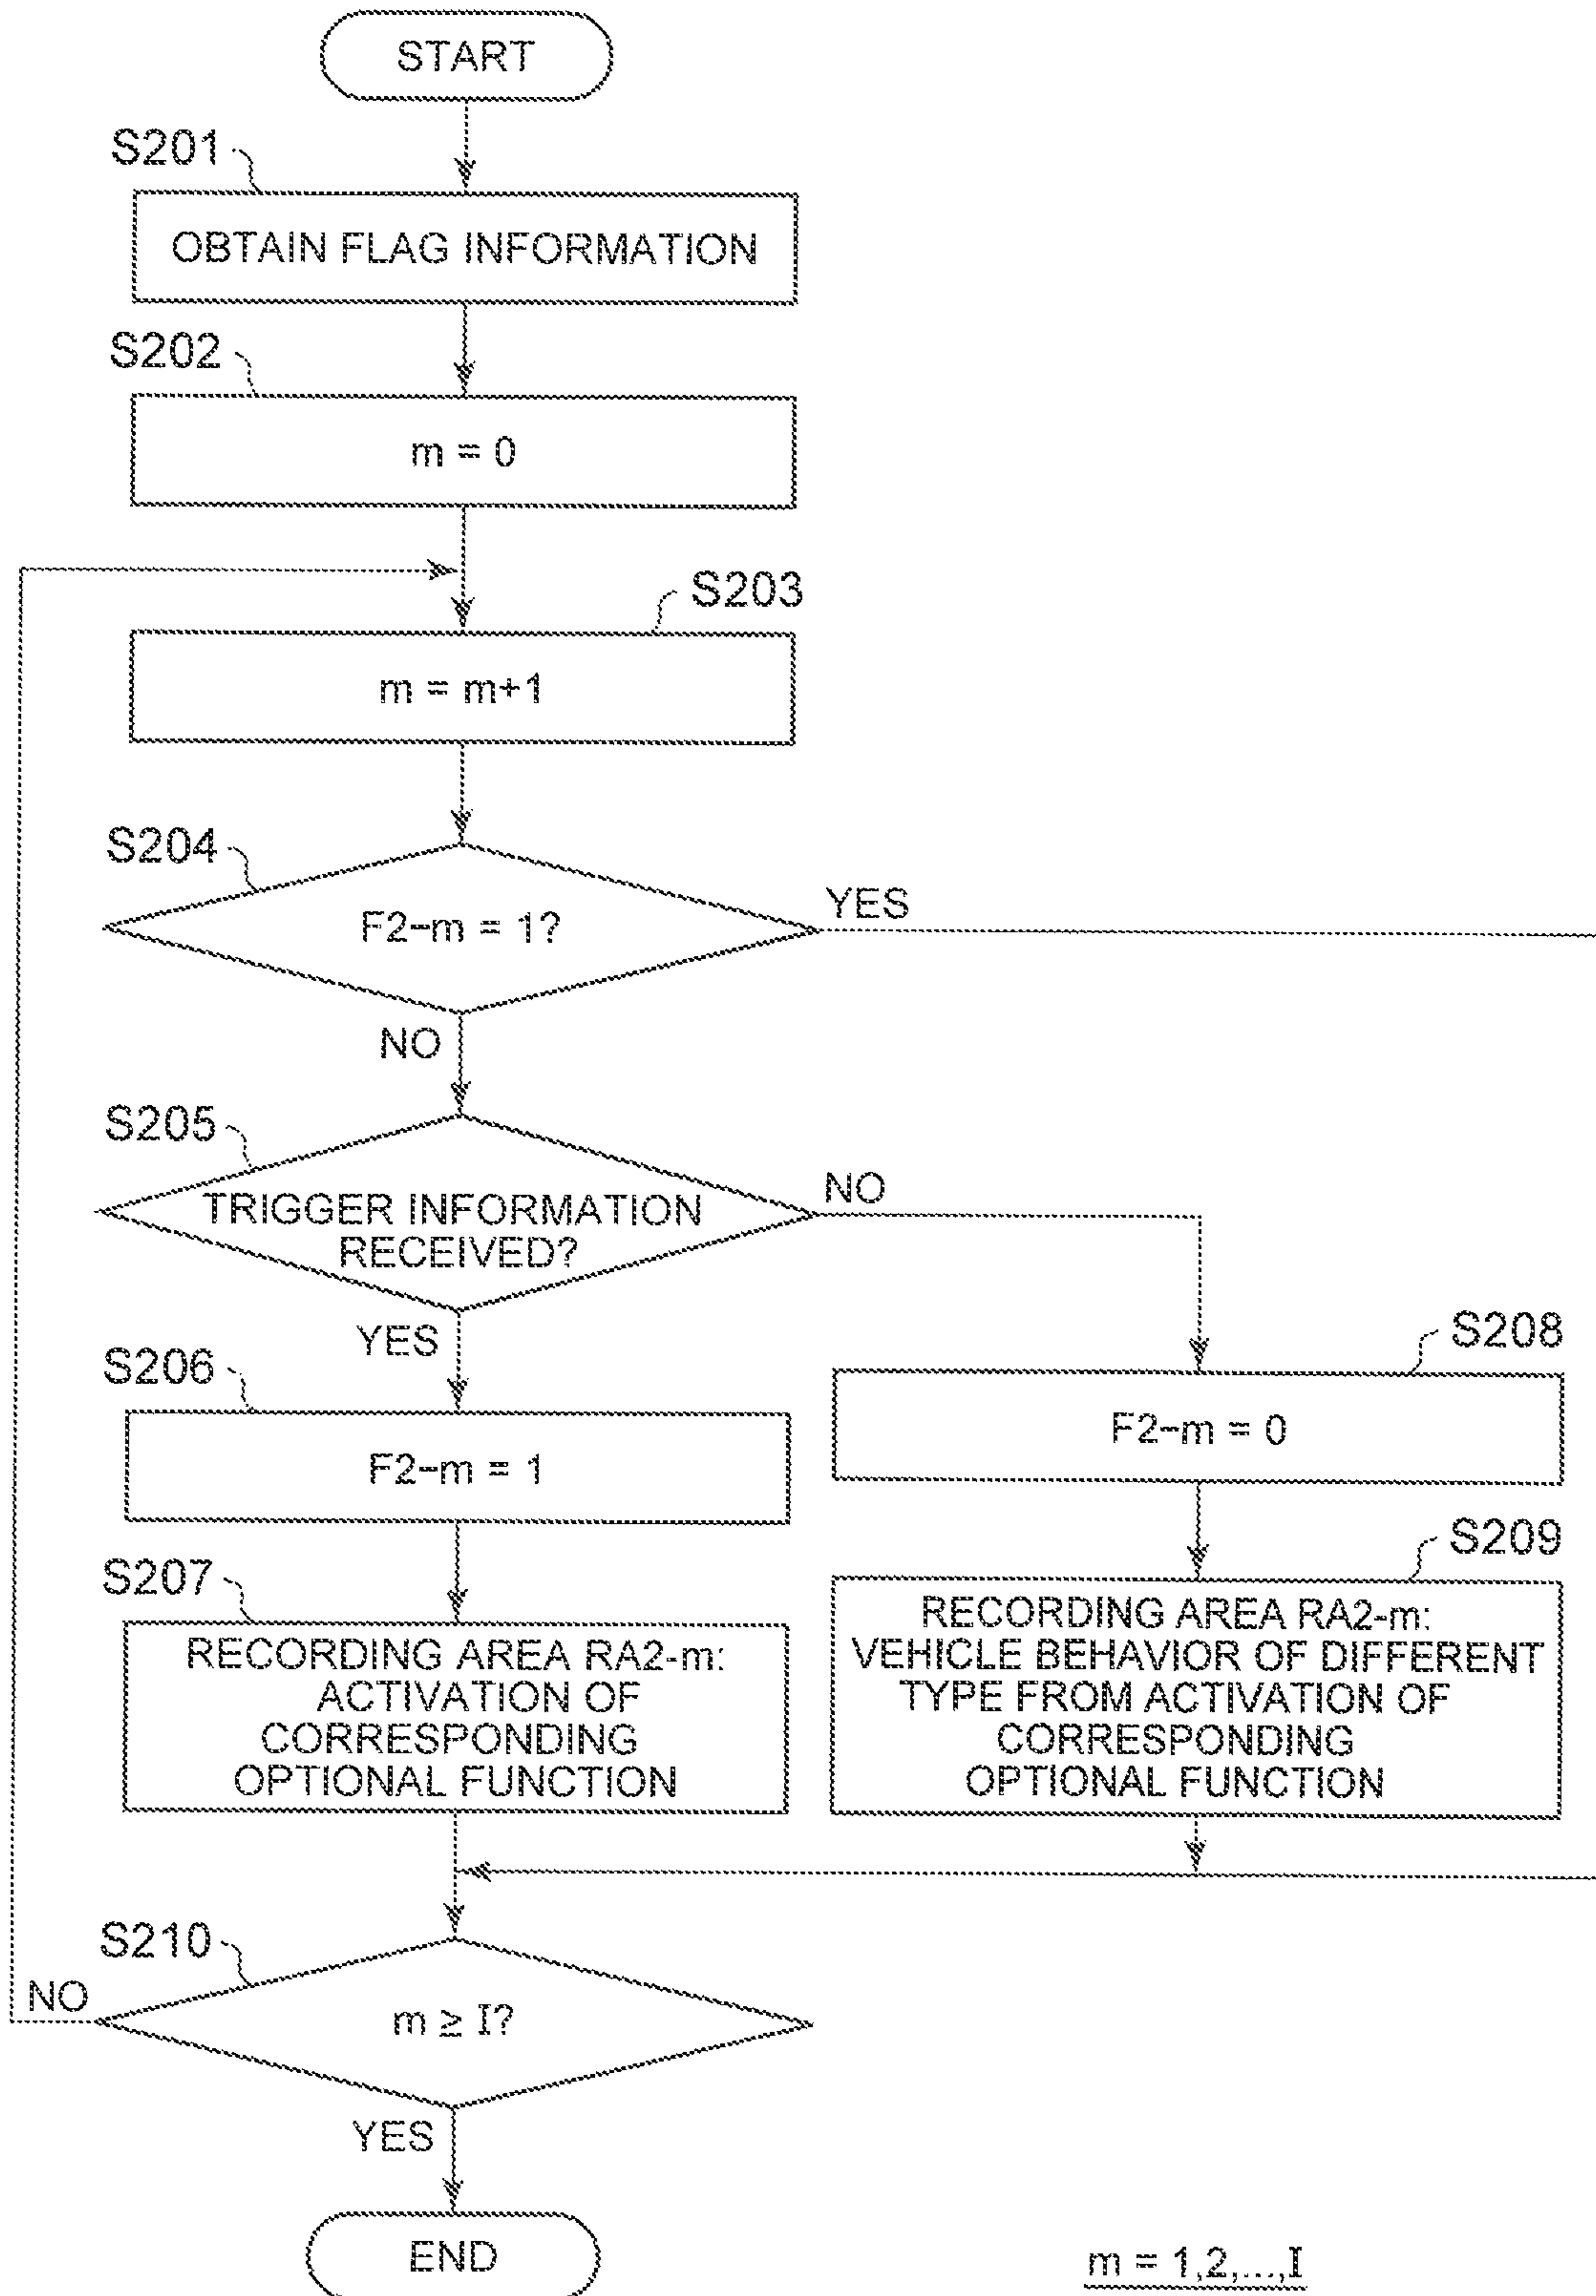 START
S201
OBTAIN FLAG INFORMATION
S202
m = 0
S203
m = m+1
S204
F2-m = 1?
YES
NO
S205
TRIGGER INFORMATION
RECEIVED?
NO
YES
S206
F2-m = 1
S208
F2-m = 0
S207
RECORDING AREA RA2-m:
ACTIVATION OF
CORRESPONDING
OPTIONAL FUNCTION
S209
RECORDING AREA RA2-m:
VEHICLE BEHAVIOR OF DIFFERENT
TYPE FROM ACTIVATION OF
CORRESPONDING
OPTIONAL FUNCTION
S210
NO
m ≥ I?
YES
END
m = 1,2,...,I